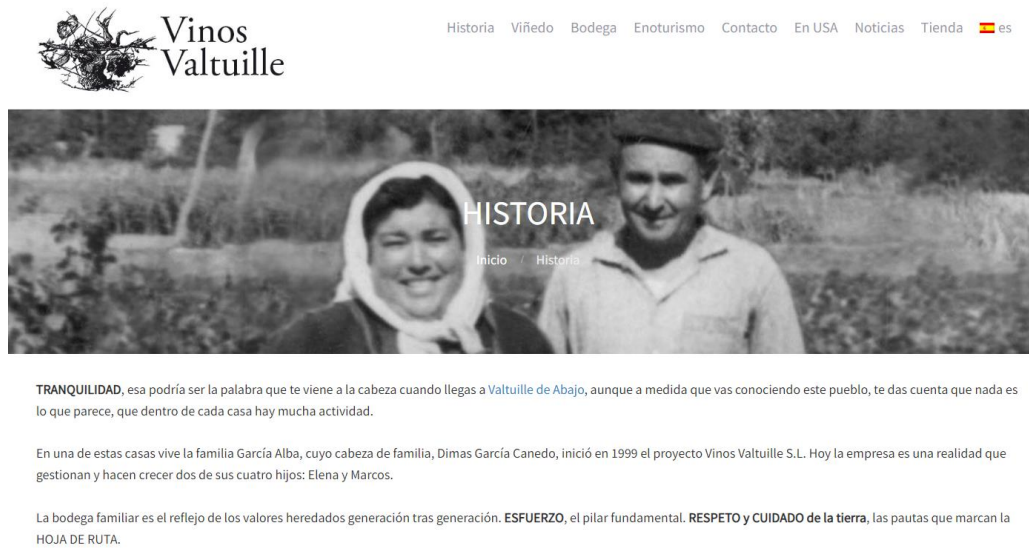 Vinos
Valtuille
Historia Viñedo Bodega Enoturismo Contacto En USA Noticias Tienda es
HISTORIA
Inicio / Historia
TRANQUILIDAD, esa podría ser la palabra que te viene a la cabeza cuando llegas a Valtuille de Abajo, aunque a medida que vas conociendo este pueblo, te das cuenta que nada es
lo que parece, que dentro de cada casa hay mucha actividad.
En una de estas casas vive la familia García Alba, cuyo cabeza de familia, Dimas García Canedo, inició en 1999 el proyecto Vinos Valtuille S.L. Hoy la empresa es una realidad que
gestionan y hacen crecer dos de sus cuatro hijos: Elena y Marcos.
La bodega familiar es el reflejo de los valores heredados generación tras generación. ESFUERZO, el pilar fundamental. RESPETO y CUIDADO de la tierra, las pautas que marcan la
HOJA DE RUTA.